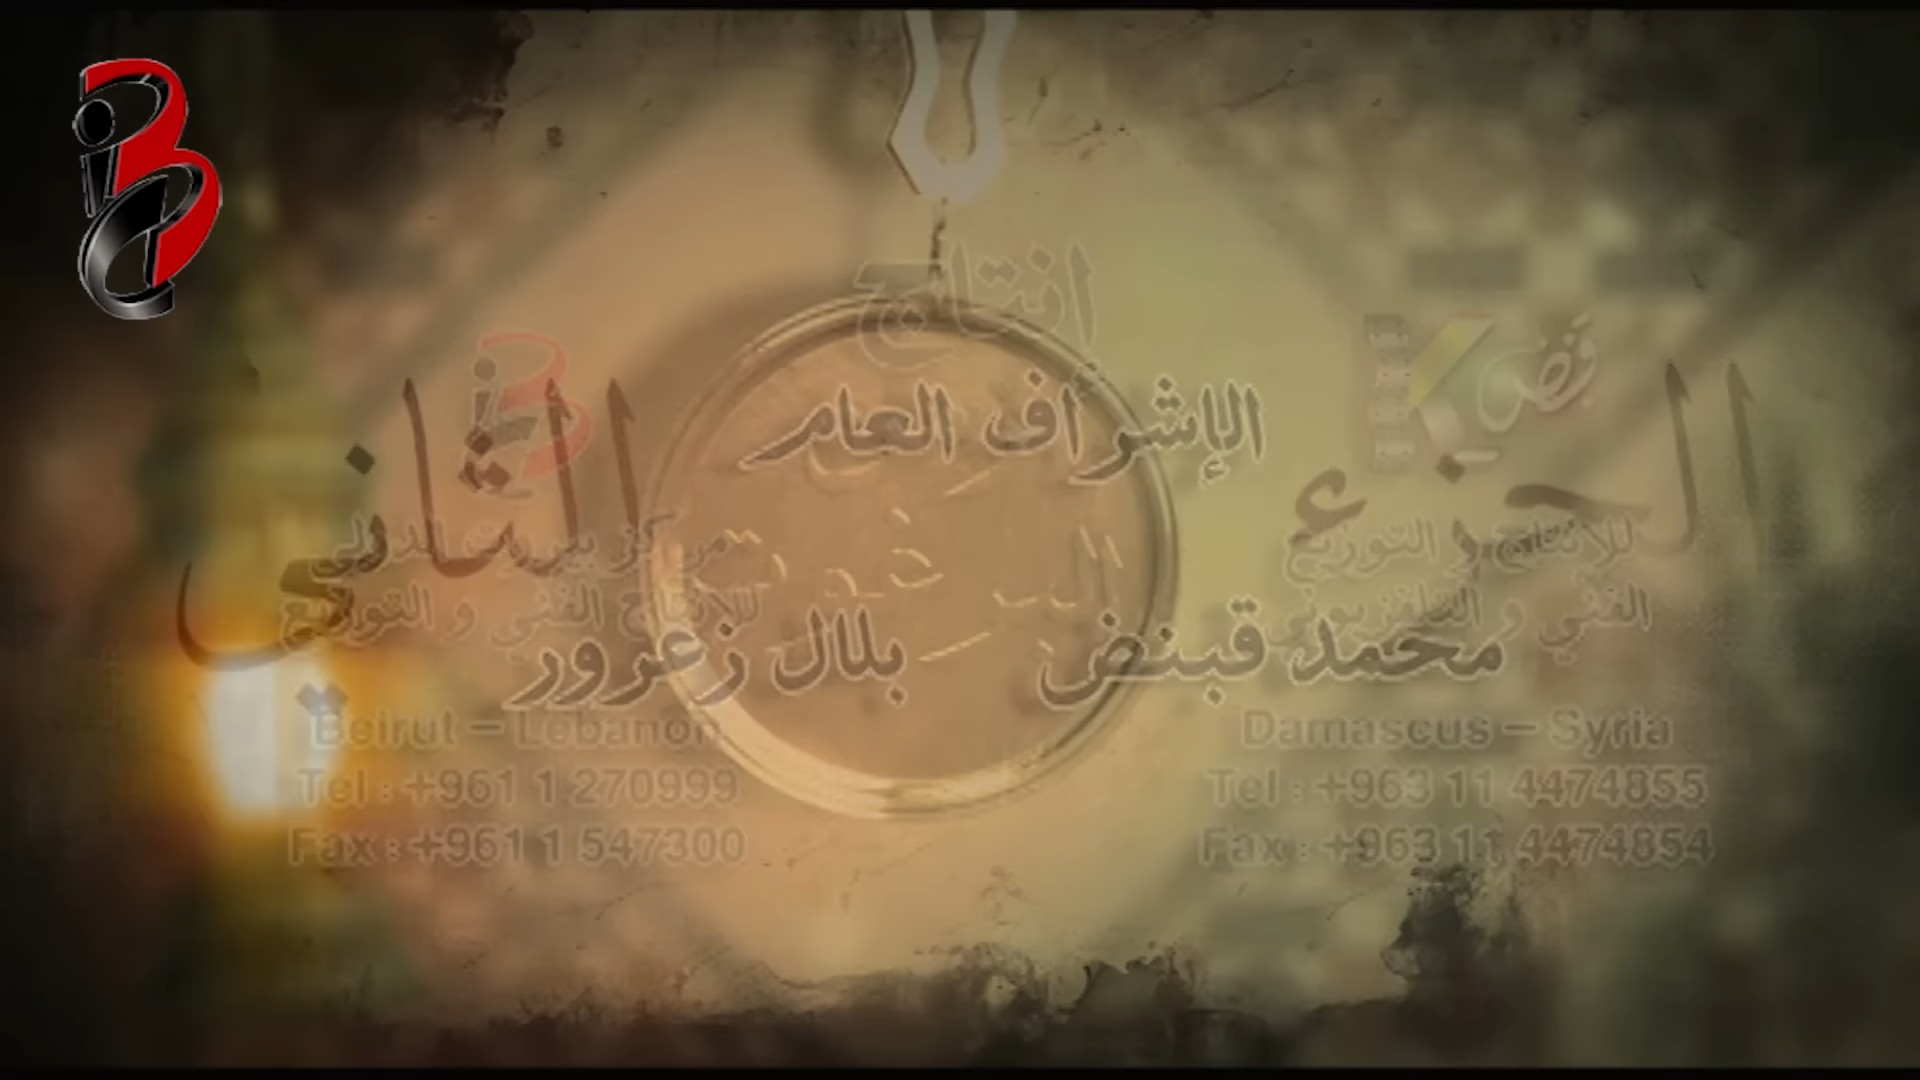 انتاج
الإشراف العام
الجزء الثاني
قبنض
مركز بيروت الدولي
للإنتاج و التوزيع
للإنتاج الفني و التوزيع
الفني و التلفزيوني
محمد قبنض بلال زعرور
Beirut – Lebanon
Damascus – Syria
Tel : +961 1 270999
Tel : +963 11 4474855
Fax : +961 1 547300
Fax : +963 11 4474854